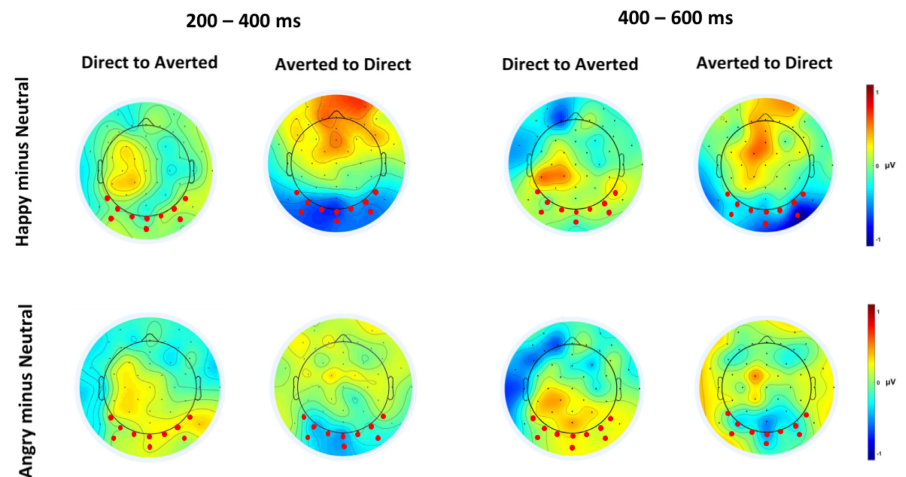 200 – 400 ms
400 – 600 ms
Direct to Averted
Averted to Direct
Direct to Averted
Averted to Direct
Happy minus Neutral
1
0 µV
-1
Angry minus Neutral
1
0 µV
-1